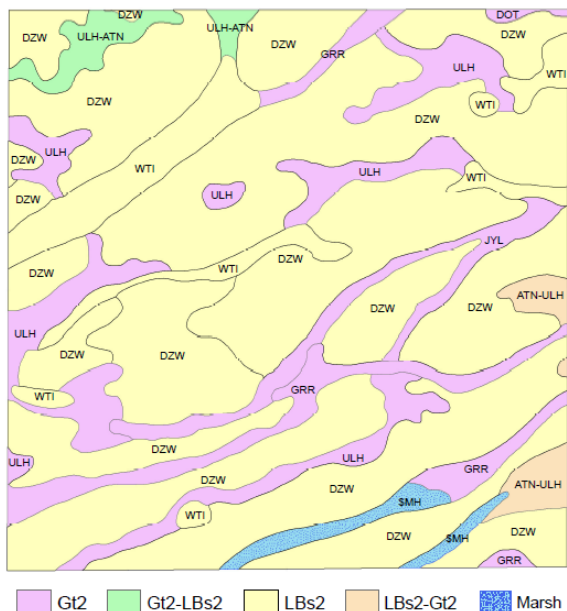 DOT
DZW
DZW
ULH-ATN
ULH-ATN
DZW
DZW
GRR
ULH
WTI
DZW
WTI
DZW
ULH
DZW
WTI
ULH
WTI
DZW
ULH
JYL
DZW
WTI
DZW
ATN-ULH
DZW
DZW
ULH
DZW
DZW
GRR
WTI
DZW
ULH
ULH
GRR
DZW
DZW
ATN-ULH
$MH
WTI
DZW
$MH
GRR
Gt2
Gt2-LBs2
LBs2
LBs2-Gt2
Marsh